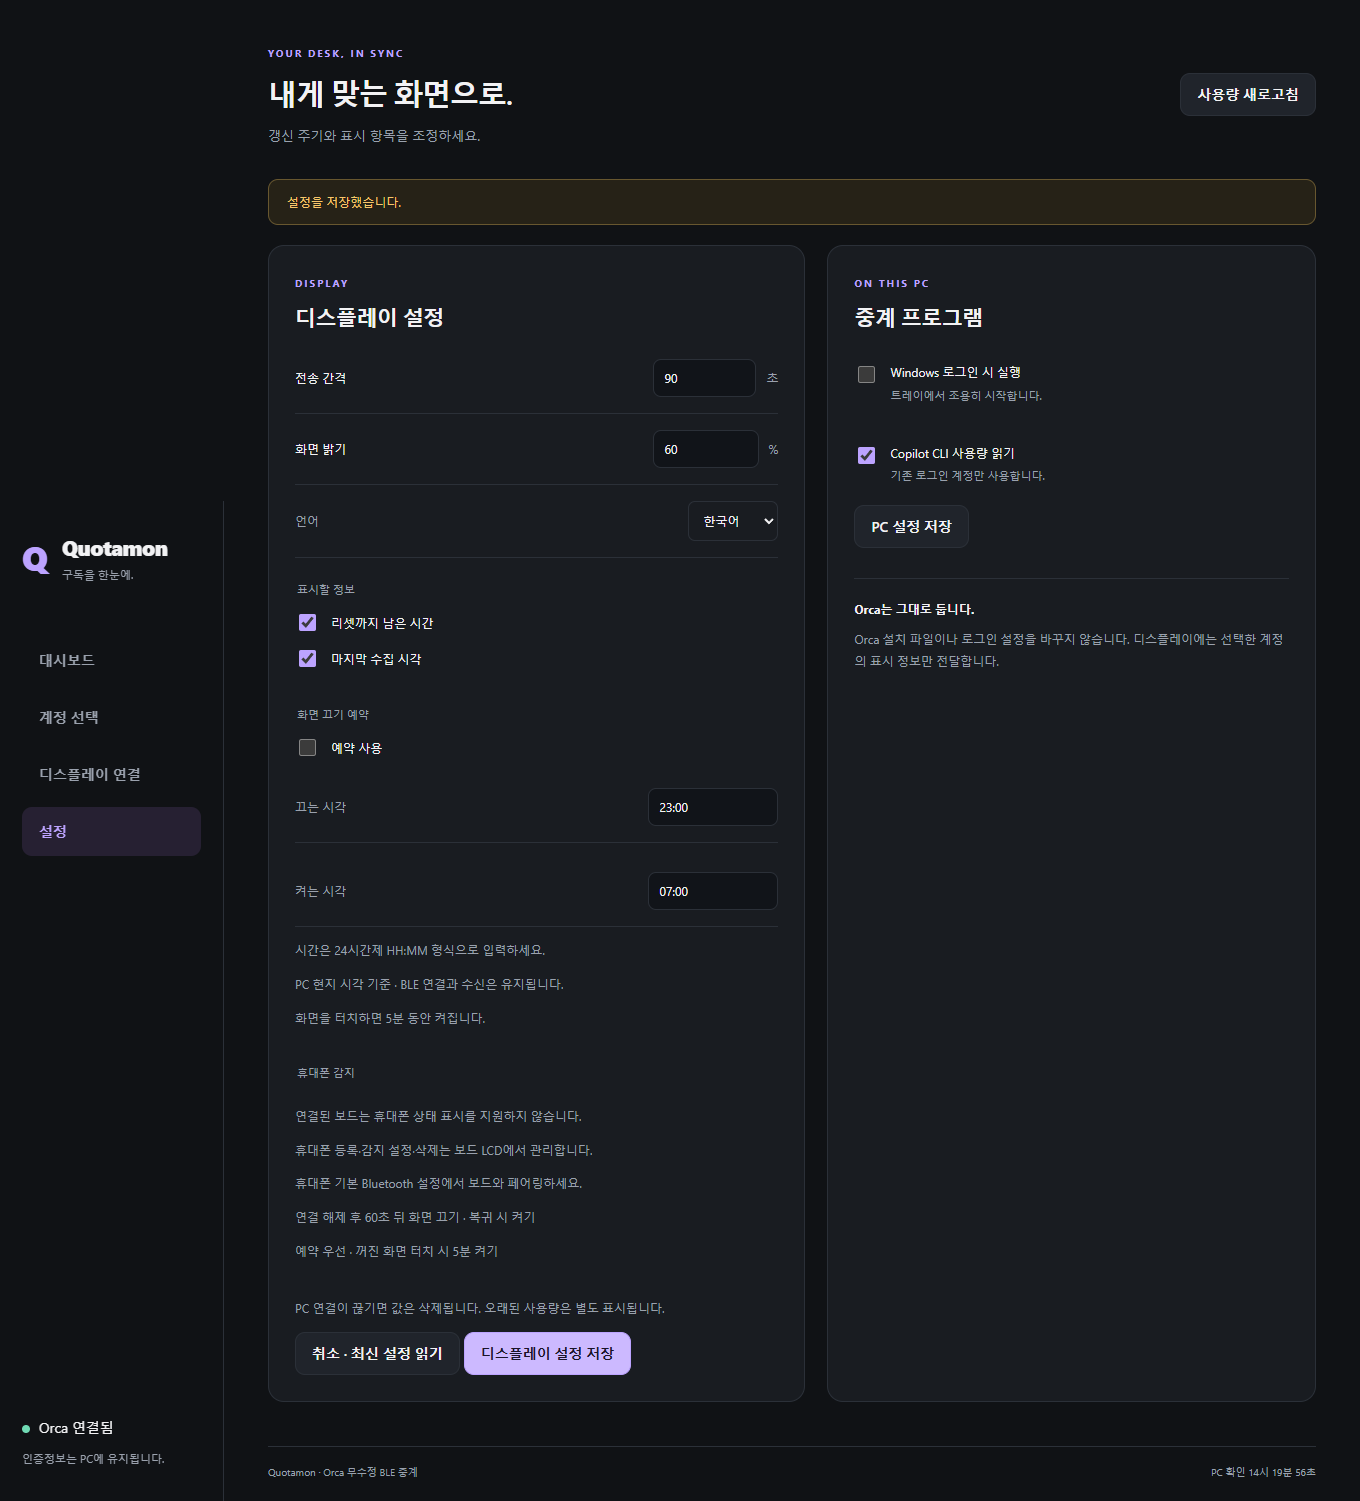 YOUR DESK, IN SYNC
내게 맞는 화면으로.
갱신 주기와 표시 항목을 조정하세요.
사용량 새로고침
설정을 저장했습니다.
DISPLAY
디스플레이 설정
전송 간격
90
초
화면 밝기
60
%
언어
한국어
표시할 정보
리셋까지 남은 시간
마지막 수집 시각
화면 끄기 예약
예약 사용
끄는 시각
23:00
켜는 시각
07:00
시간은 24시간제 HH:MM 형식으로 입력하세요.
PC 현지 시각 기준 · BLE 연결과 수신은 유지됩니다.
화면을 터치하면 5분 동안 켜집니다.
휴대폰 감지
연결된 보드는 휴대폰 상태 표시를 지원하지 않습니다.
휴대폰 등록·감지 설정·삭제는 보드 LCD에서 관리합니다.
휴대폰 기본 Bluetooth 설정에서 보드와 페어링하세요.
연결 해제 후 60초 뒤 화면 끄기 · 복귀 시 켜기
예약 우선 · 꺼진 화면 터치 시 5분 켜기
PC 연결이 끊기면 값은 삭제됩니다. 오래된 사용량은 별도 표시됩니다.
취소 · 최신 설정 읽기
디스플레이 설정 저장
ON THIS PC
중계 프로그램
Windows 로그인 시 실행
트레이에서 조용히 시작합니다.
Copilot CLI 사용량 읽기
기존 로그인 계정만 사용합니다.
PC 설정 저장
Orca는 그대로 둡니다.
Orca 설치 파일이나 로그인 설정을 바꾸지 않습니다. 디스플레이에는 선택한 계정
의 표시 정보만 전달합니다.
Q
Quotamon
구독을 한눈에.
대시보드
계정 선택
디스플레이 연결
설정
Orca 연결됨
인증정보는 PC에 유지됩니다.
Quotamon · Orca 무수정 BLE 중계
PC 확인 14시 19분 56초